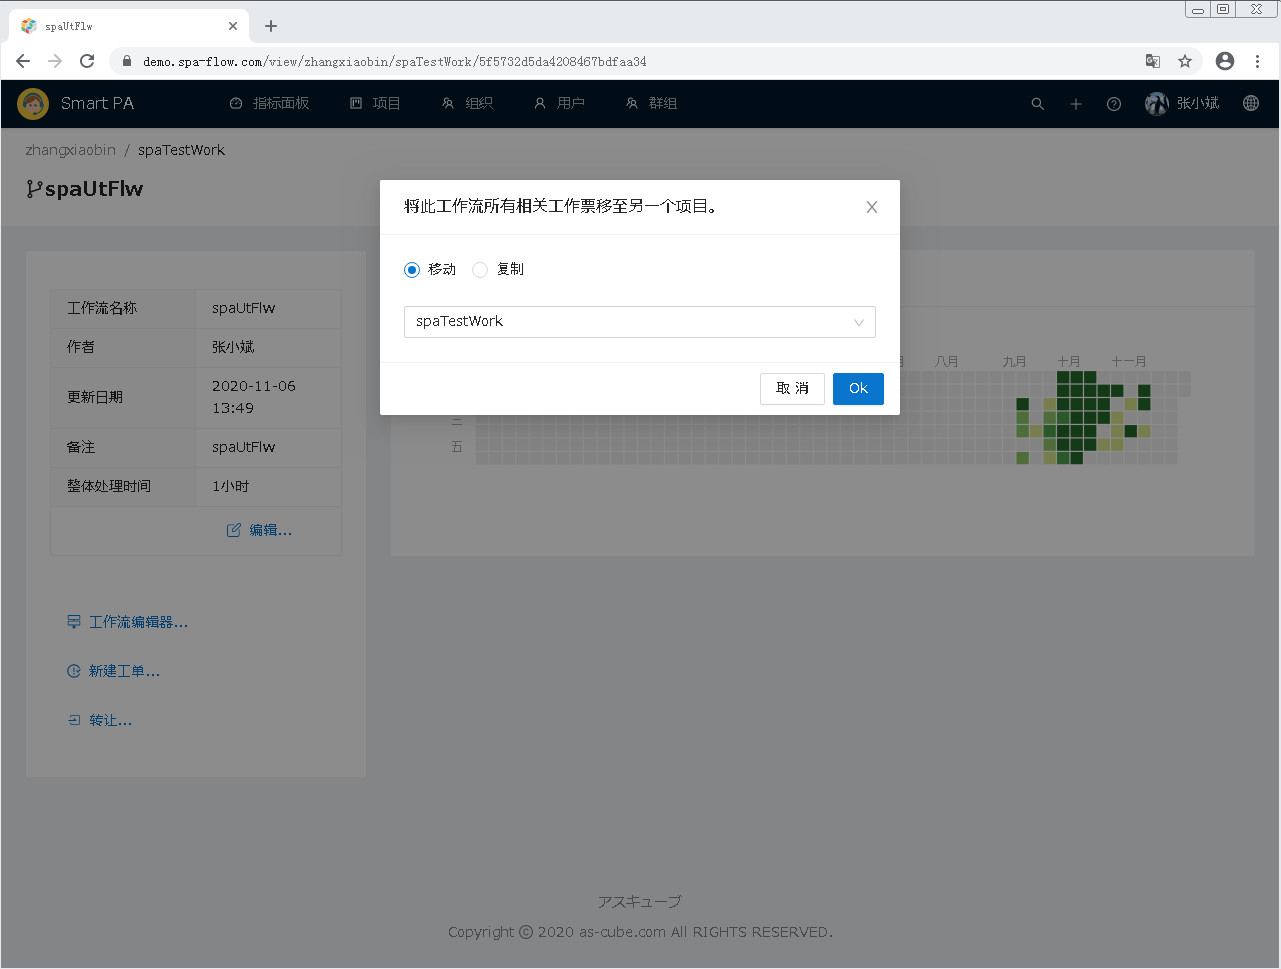 spaUtFlw
demo.spa-flow.com/view/zhangxiaobin/spaTestWork/5f5732d5da4208467bdfaa34
Smart PA 指标面板 项目 组织 用户 群组 张小斌
zhangxiaobin / spaTestWork
spaUtFlw
将此工作流所有相关工作票移至另一个项目。
移动 复制
spaTestWork
取 消 Ok
工作流名称 spaUtFlw
作者 张小斌
更新日期 2020-11-06 13:49
备注 spaUtFlw
整体处理时间 1小时
编辑...
八月 九月 十月 十一月
五
工作流编辑器...
新建工单...
转让...
アスキューブ
Copyright © 2020 as-cube.com All RIGHTS RESERVED.